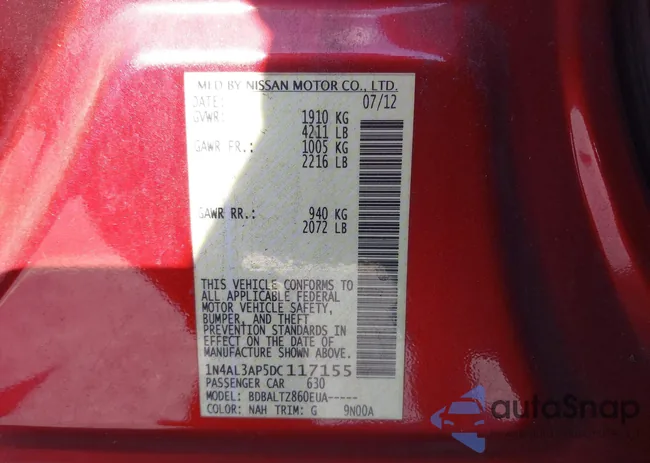 MFD BY NISSAN MOTOR CO., LTD.
DATE: 07/12
GVWR: 1910 KG
4211 LB
GAWR FR.: 1005 KG
2216 LB
GAWR RR.: 940 KG
2072 LB
THIS VEHICLE CONFORMS TO
ALL APPLICABLE FEDERAL
MOTOR VEHICLE SAFETY,
BUMPER, AND THEFT
PREVENTION STANDARDS IN
EFFECT ON THE DATE OF
MANUFACTURE SHOWN ABOVE.
1N4AL3AP5DC117155
PASSENGER CAR 630
MODEL: BDBALTZ860EUA-----
COLOR: NAH TRIM: G 9N00A
autoSnap